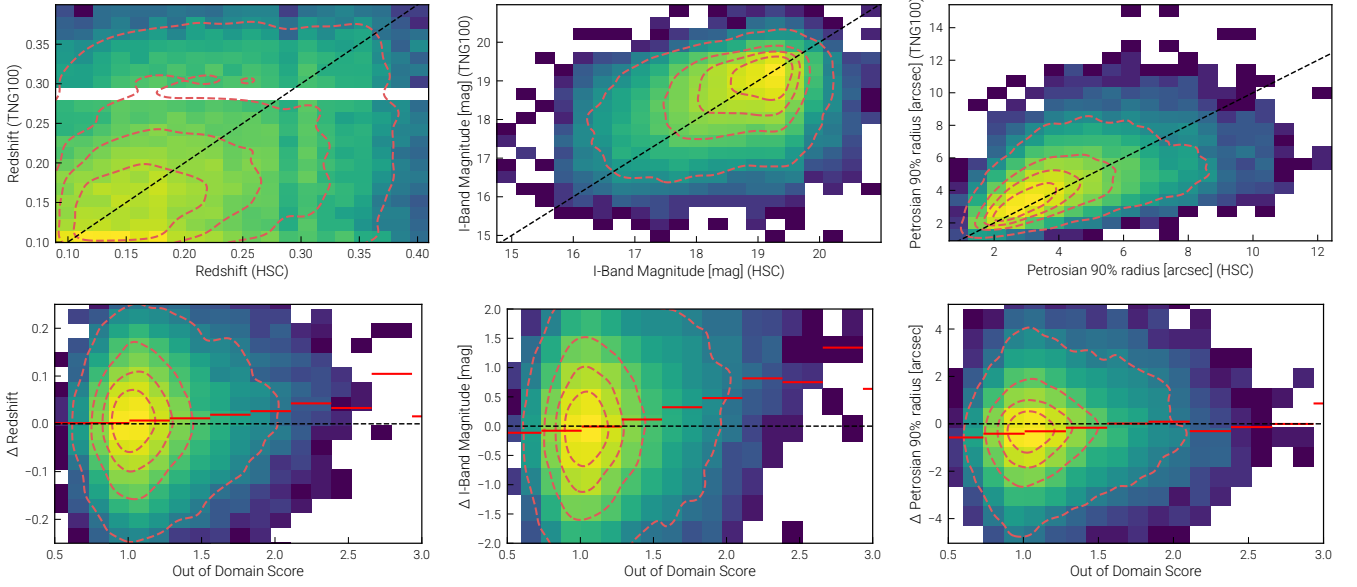 0.35
0.30
0.25
0.20
0.15
0.10
Redshift (TNG100)
0.10 0.15 0.20 0.25 0.30 0.35 0.40
Redshift (HSC)
20
19
18
17
16
15
I-Band Magnitude [mag] (TNG100)
15 16 17 18 19 20
I-Band Magnitude [mag] (HSC)
14
12
10
8
6
4
2
Petrosian 90% radius [arcsec] (TNG100)
2 4 6 8 10 12
Petrosian 90% radius [arcsec] (HSC)
0.2
0.1
0.0
−0.1
−0.2
Δ Redshift
0.5 1.0 1.5 2.0 2.5 3.0
Out of Domain Score
2.0
1.5
1.0
0.5
0.0
−0.5
−1.0
−1.5
−2.0
Δ I-Band Magnitude [mag]
0.5 1.0 1.5 2.0 2.5 3.0
Out of Domain Score
4
2
0
−2
−4
Δ Petrosian 90% radius [arcsec]
0.5 1.0 1.5 2.0 2.5 3.0
Out of Domain Score